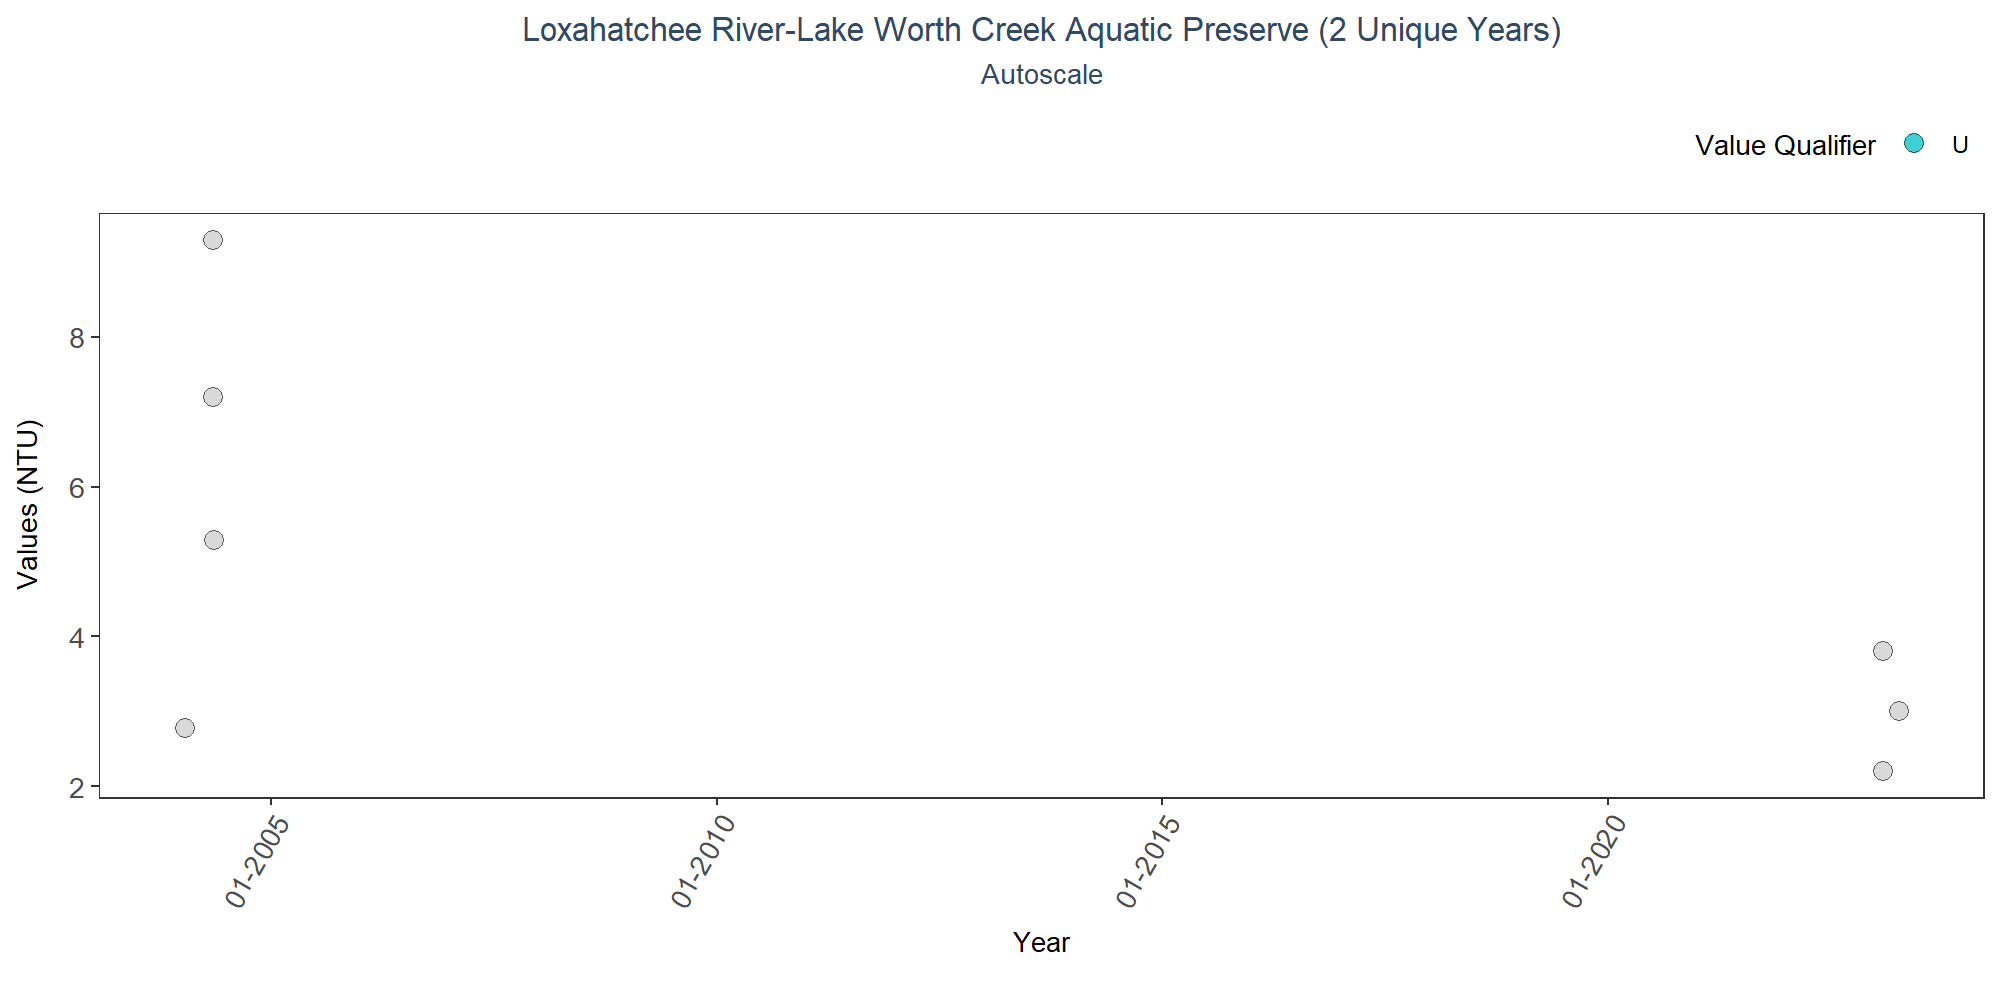 Loxahatchee River-Lake Worth Creek Aquatic Preserve (2 Unique Years)
Autoscale
Value Qualifier U
Values (NTU)
8
6
4
2
01-2005 01-2010 01-2015 01-2020
Year